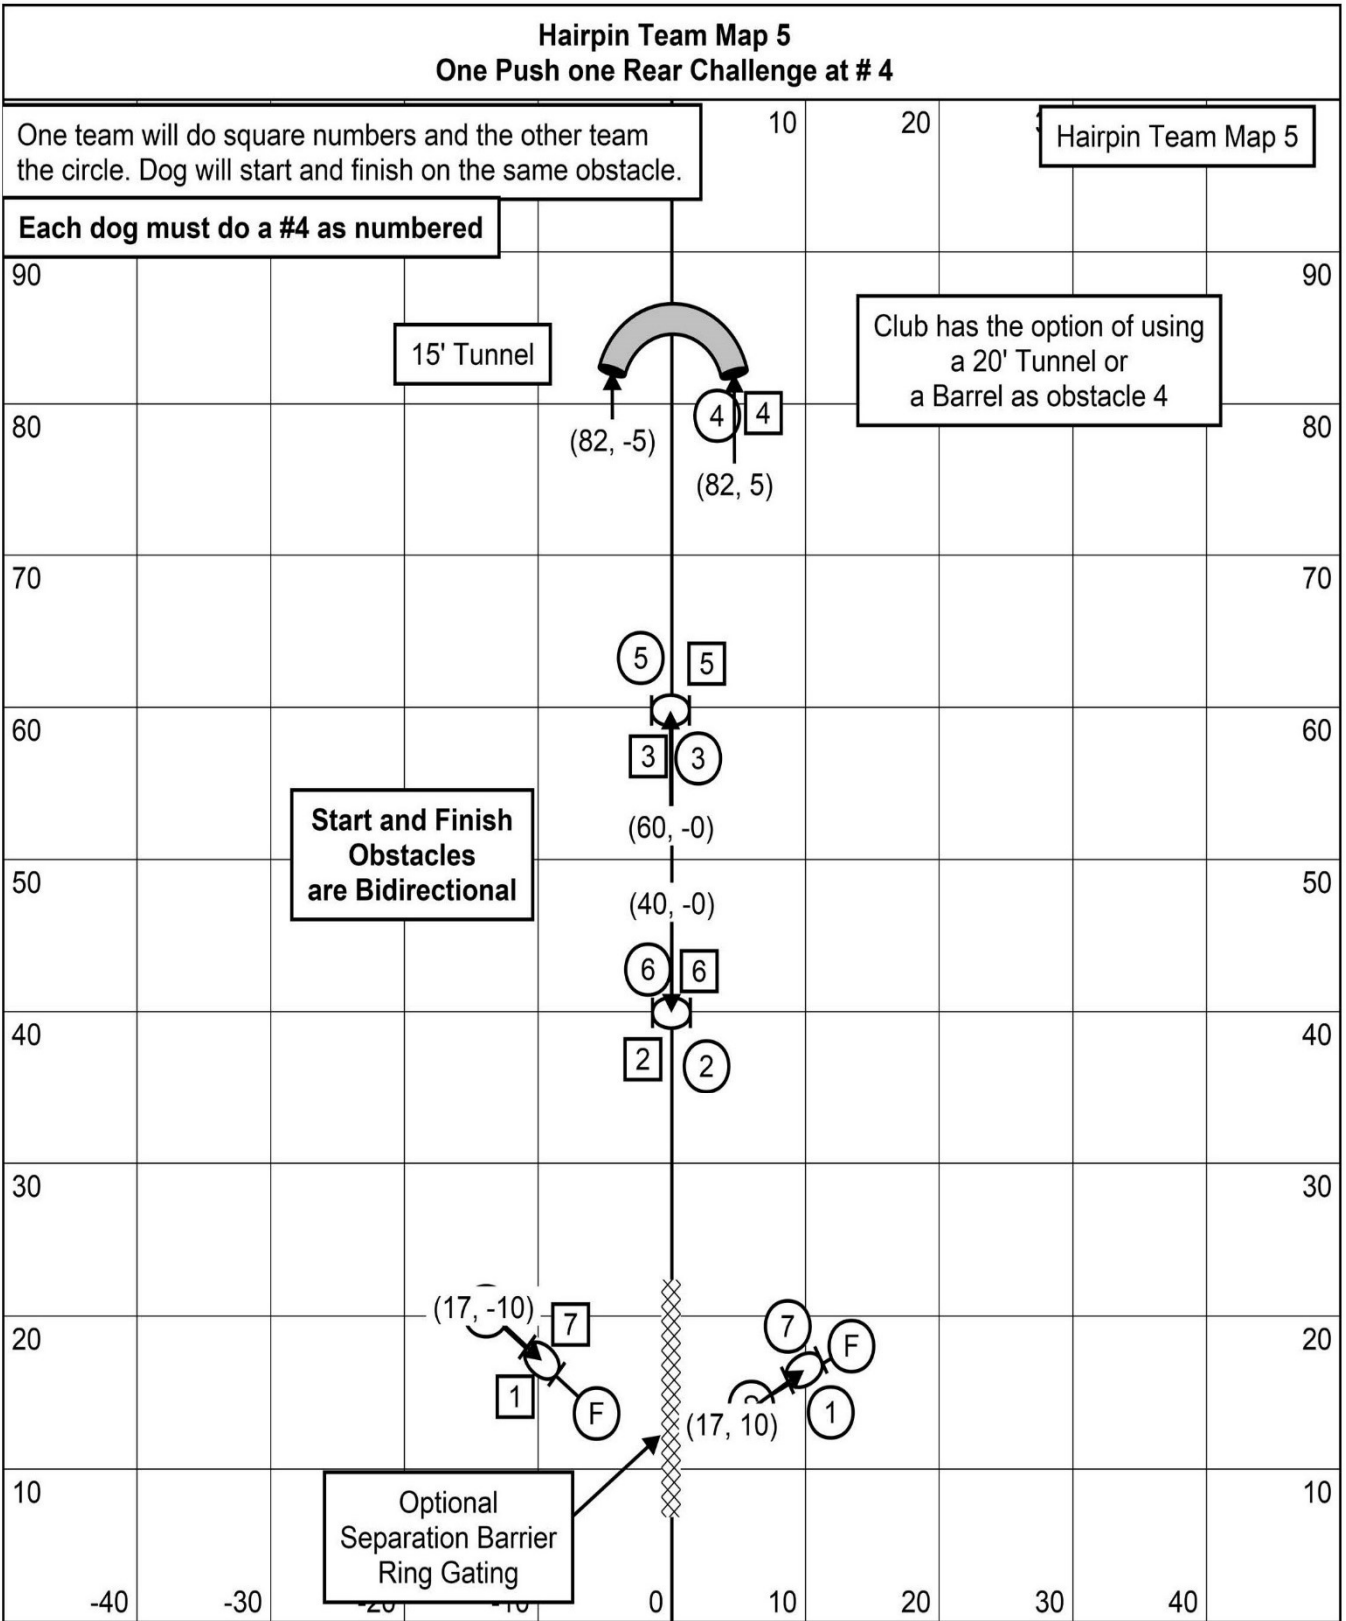 Hairpin Team Map 5
One Push one Rear Challenge at # 4
One team will do square numbers and the other team
the circle. Dog will start and finish on the same obstacle.
10
20
Hairpin Team Map 5
Each dog must do a #4 as numbered
90
90
15' Tunnel
Club has the option of using
a 20' Tunnel or
a Barrel as obstacle 4
80
4
4
80
(82, -5)
(82, 5)
70
70
5
5
60
60
3
3
(60, -0)
Start and Finish
Obstacles
are Bidirectional
50
50
(40, -0)
6
6
40
40
2
2
30
30
(17, -10)
7
7
F
20
20
1
F
(17, 10)
1
10
10
Optional
Separation Barrier
Ring Gating
-40
-30
0
10
20
30
40